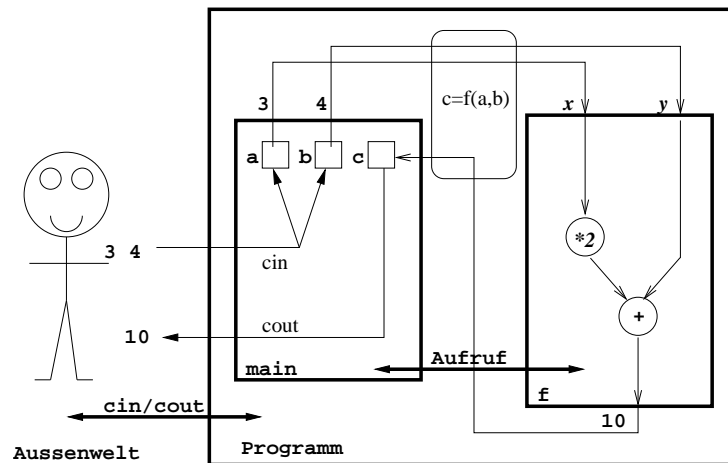 c=f(a,b)
3 4
x y
a b c
3 4
*2
cin
+
cout
10
main
Aufruf
f
cin/cout
10
Aussenwelt
Programm